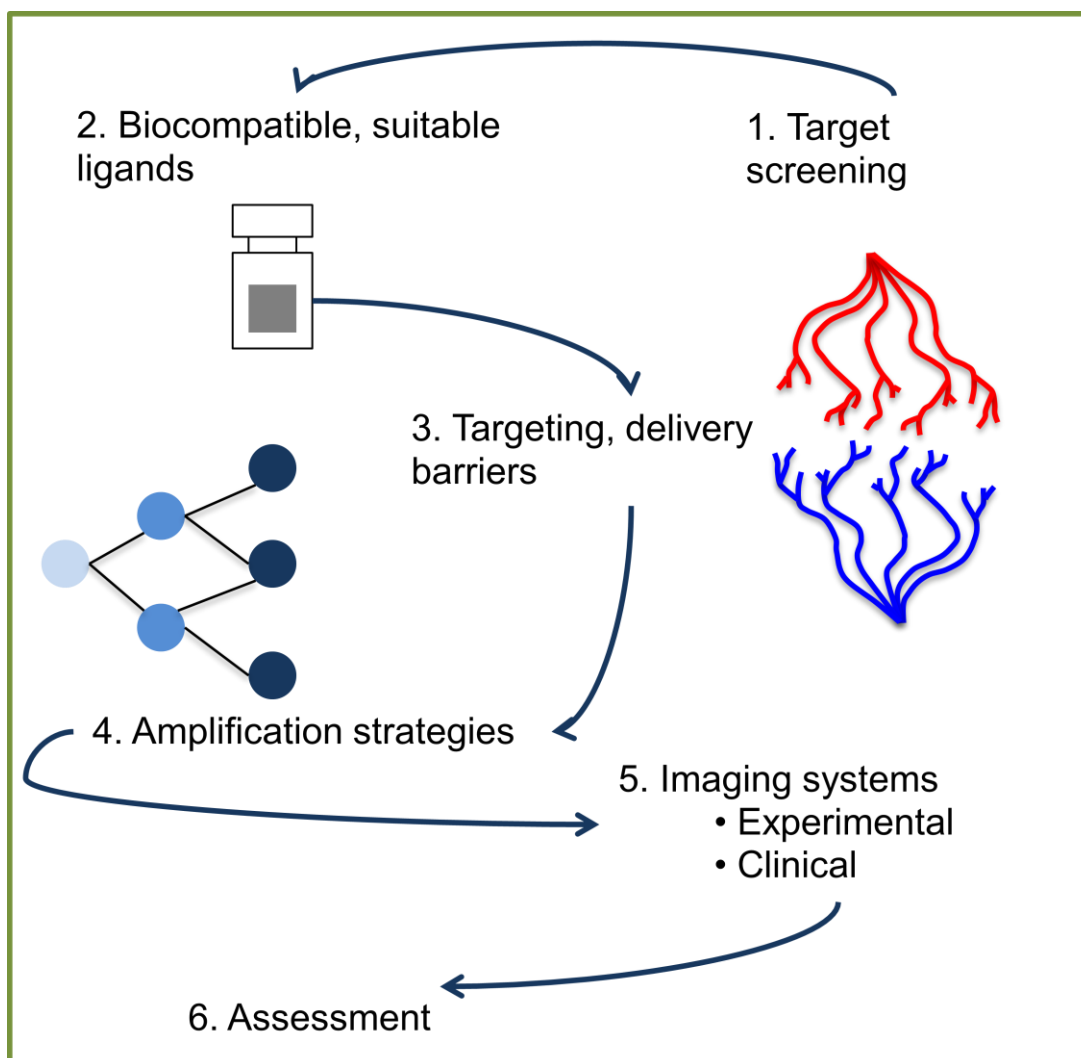 1. Target
screening
2. Biocompatible, suitable
ligands
3. Targeting, delivery
barriers
4. Amplification strategies
5. Imaging systems
• Experimental
• Clinical
6. Assessment